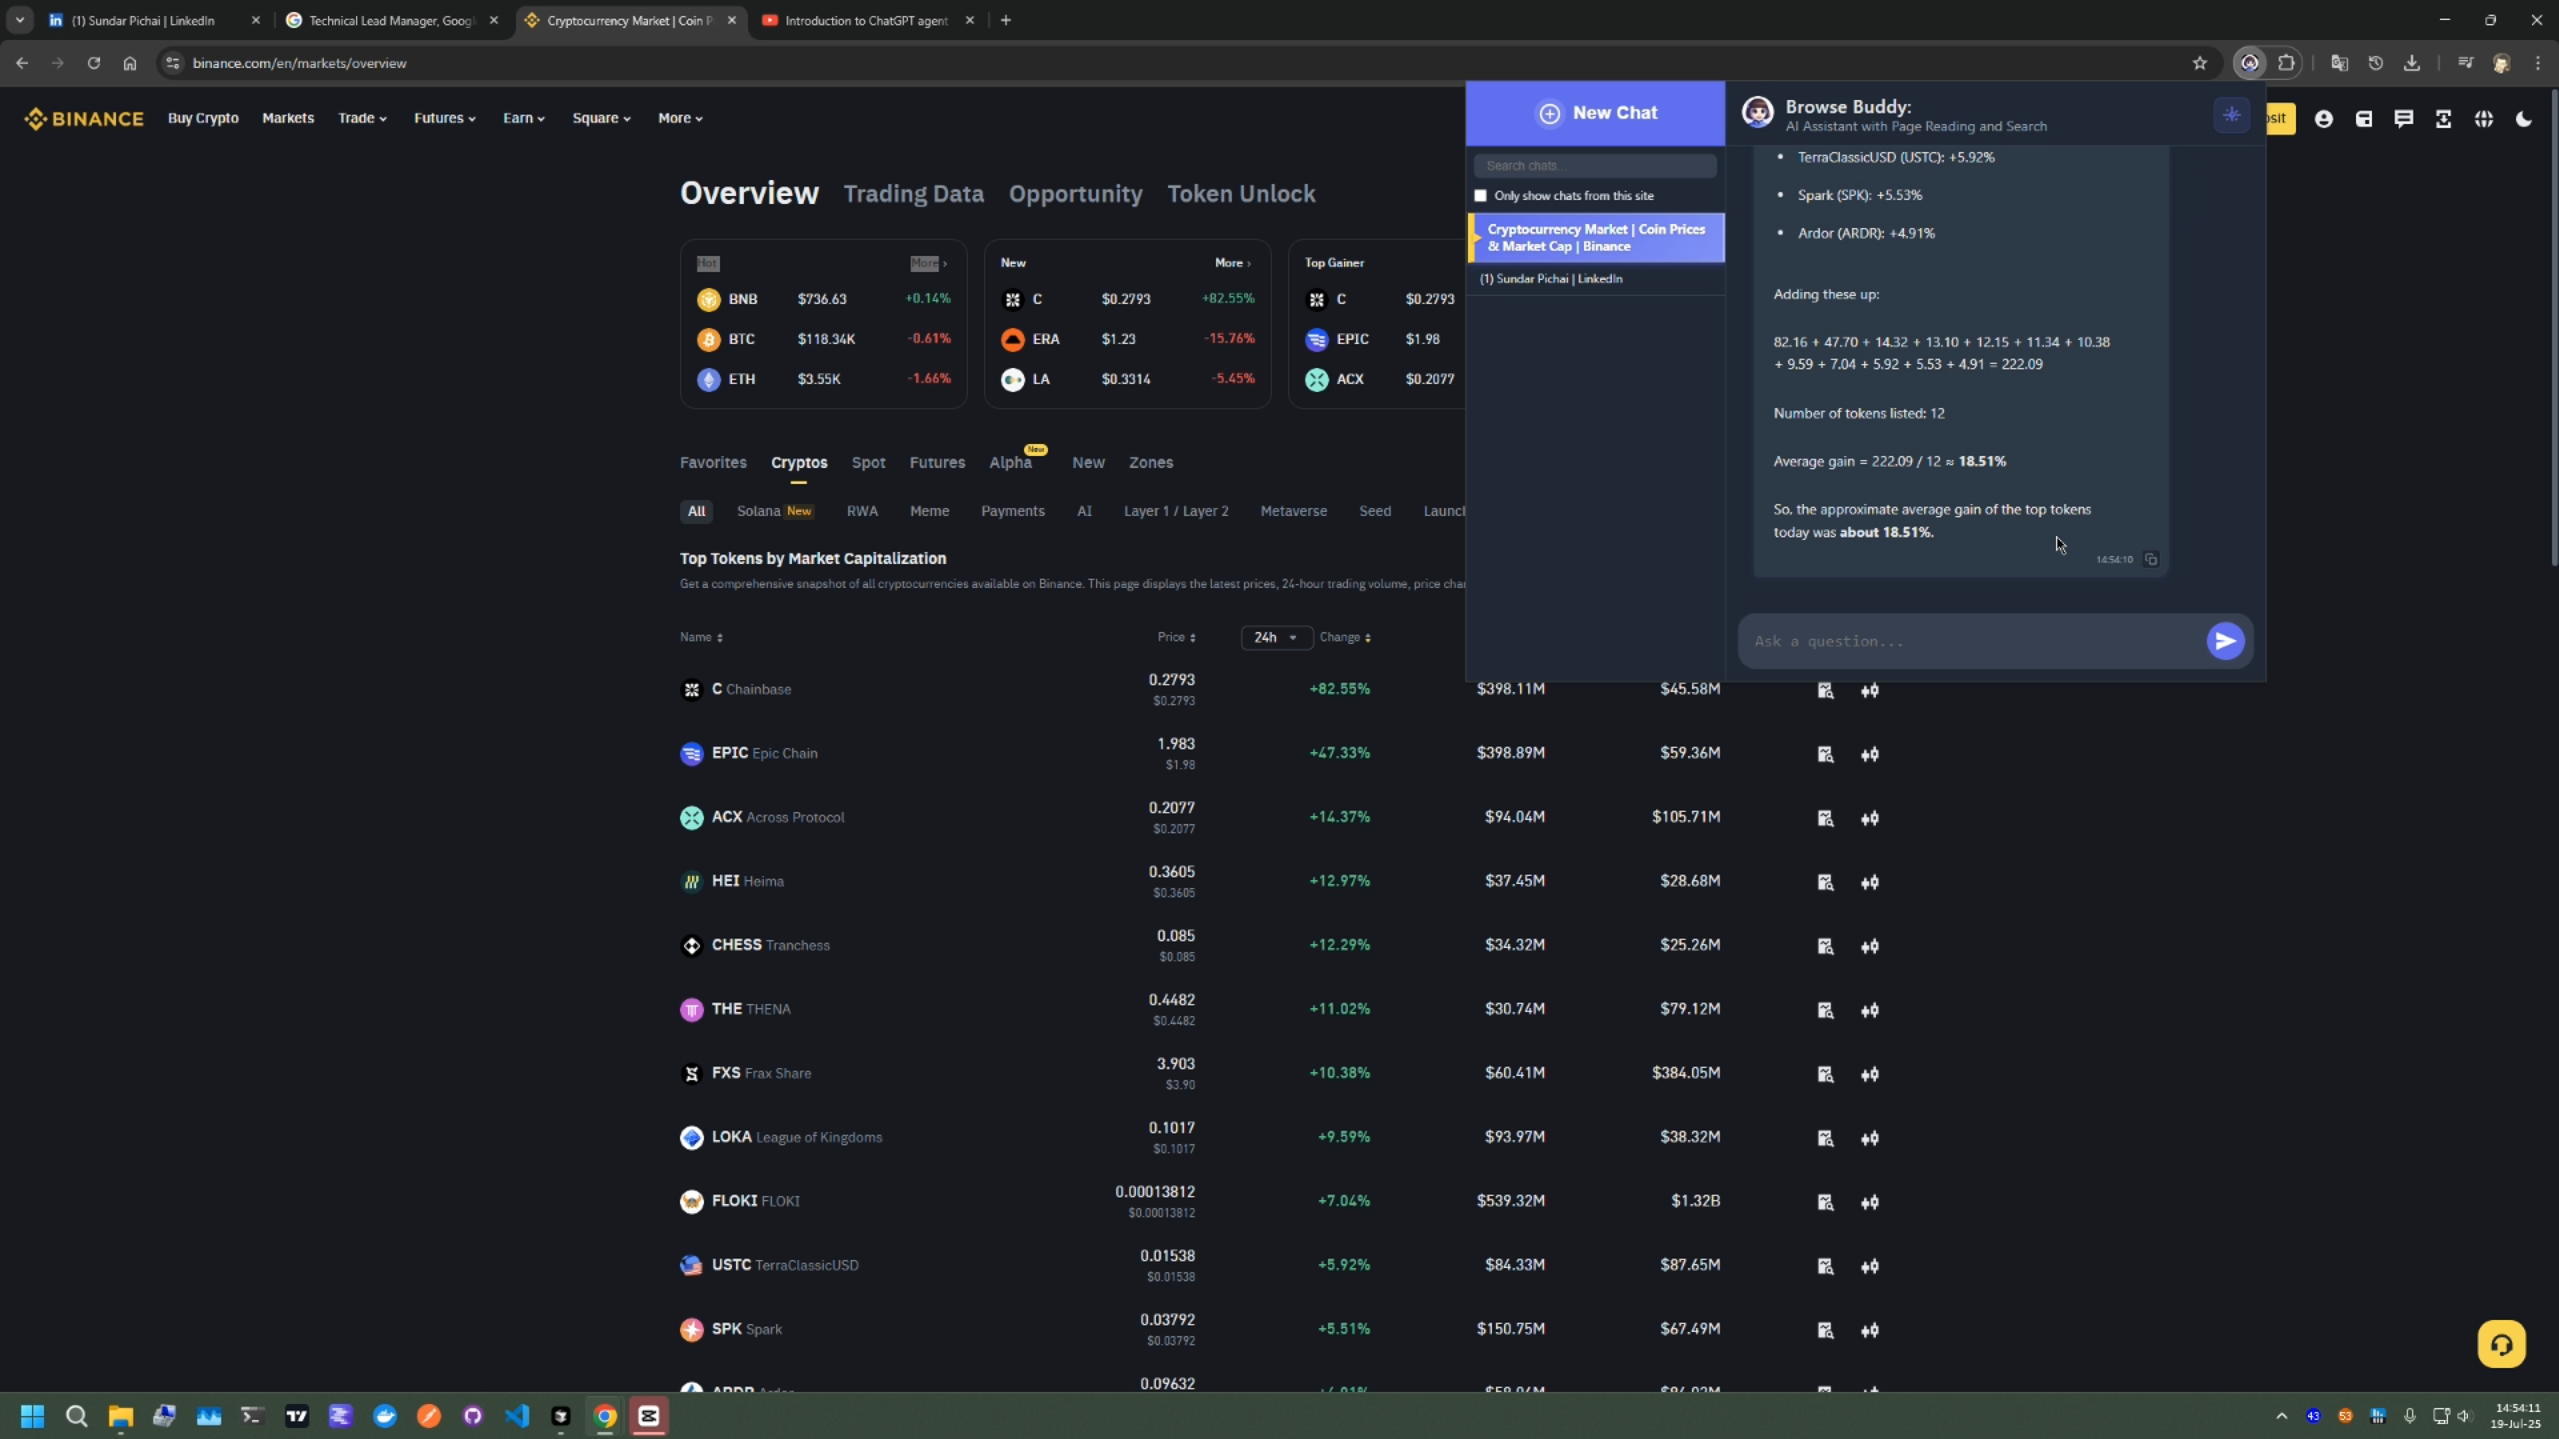 (1) Sundar Pichai | LinkedIn
Technical Lead Manager, Googl
Cryptocurrency Market | Coin P
Introduction to ChatGPT agent
binance.com/en/markets/overview
BINANCE
Buy Crypto
Markets
Trade
Futures
Earn
Square
More
osit
Overview
Trading Data
Opportunity
Token Unlock
Hot
More
BNB $736.63 +0.14%
BTC $118.34K -0.61%
ETH $3.55K -1.66%
New
More
C $0.2793 +82.55%
ERA $1.23 -15.76%
LA $0.3314 -5.45%
Top Gainer
C $0.2793
EPIC $1.98
ACX $0.2077
Favorites
Cryptos
Spot
Futures
Alpha
New
New
Zones
All
Solana New
RWA
Meme
Payments
AI
Layer 1 / Layer 2
Metaverse
Seed
Launc
Top Tokens by Market Capitalization
Get a comprehensive snapshot of all cryptocurrencies available on Binance. This page displays the latest prices, 24-hour trading volume, price cha
Name
Price
24h
Change
C Chainbase 0.2793 +82.55% $398.11M $45.58M
$0.2793
EPIC Epic Chain 1.983 +47.33% $398.89M $59.36M
$1.98
ACX Across Protocol 0.2077 +14.37% $94.04M $105.71M
$0.2077
HEI Heima 0.3605 +12.97% $37.45M $28.68M
$0.3605
CHESS Tranchess 0.085 +12.29% $34.32M $25.26M
$0.085
THE THENA 0.4482 +11.02% $30.74M $79.12M
$0.4482
FXS Frax Share 3.903 +10.38% $60.41M $384.05M
$3.90
LOKA League of Kingdoms 0.1017 +9.59% $93.97M $38.32M
$0.1017
FLOKI FLOKI 0.00013812 +7.04% $539.32M $1.32B
$0.00013812
USTC TerraClassicUSD 0.01538 +5.92% $84.33M $87.65M
$0.01538
SPK Spark 0.03792 +5.51% $150.75M $67.49M
$0.03792
0.09632
New Chat
Search chats...
Only show chats from this site
Cryptocurrency Market | Coin Prices
& Market Cap | Binance
(1) Sundar Pichai | LinkedIn
Browse Buddy:
AI Assistant with Page Reading and Search
• TerraClassicUSD (USTC): +5.92%
• Spark (SPK): +5.53%
• Ardor (ARDR): +4.91%
Adding these up:
82.16 + 47.70 + 14.32 + 13.10 + 12.15 + 11.34 + 10.38
+ 9.59 + 7.04 + 5.92 + 5.53 + 4.91 = 222.09
Number of tokens listed: 12
Average gain = 222.09 / 12 ≈ 18.51%
So, the approximate average gain of the top tokens
today was about 18.51%.
14:54:10
Ask a question...
43
53
14:54:11
19-Jul-25